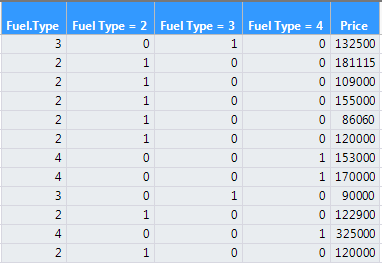 Fuel.Type Fuel Type = 2 Fuel Type = 3 Fuel Type = 4 Price
3 0 1 0 132500
2 1 0 0 181115
2 1 0 0 109000
2 1 0 0 155000
2 1 0 0 86060
2 1 0 0 120000
4 0 0 1 153000
4 0 0 1 170000
3 0 1 0 90000
2 1 0 0 122900
4 0 0 1 325000
2 1 0 0 120000